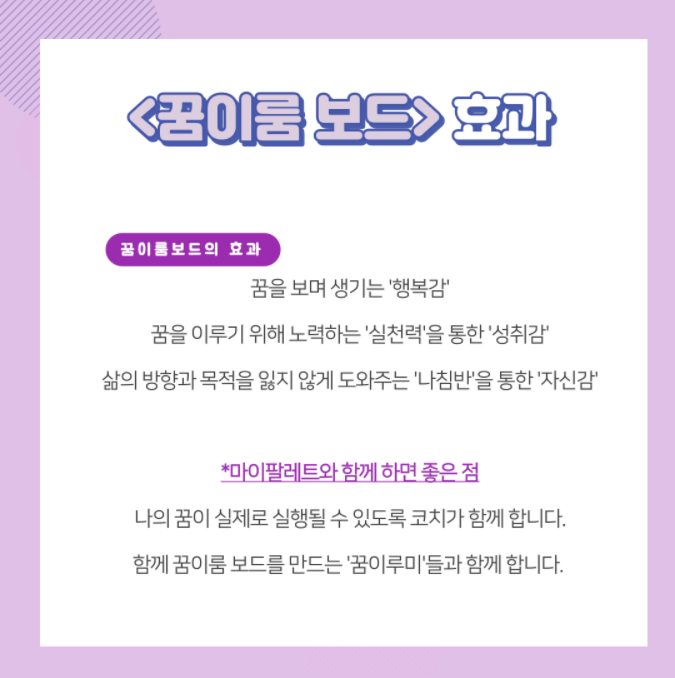 <꿈이룸 보드> 효과
꿈이룸보드의 효과
꿈을 보며 생기는 '행복감'
꿈을 이루기 위해 노력하는 '실천력'을 통한 '성취감'
삶의 방향과 목적을 잃지 않게 도와주는 '나침반'을 통한 '자신감'
*마이팔레트와 함께 하면 좋은 점
나의 꿈이 실제로 실행될 수 있도록 코치가 함께 합니다.
함께 꿈이룸 보드를 만드는 '꿈이루미'들과 함께 합니다.